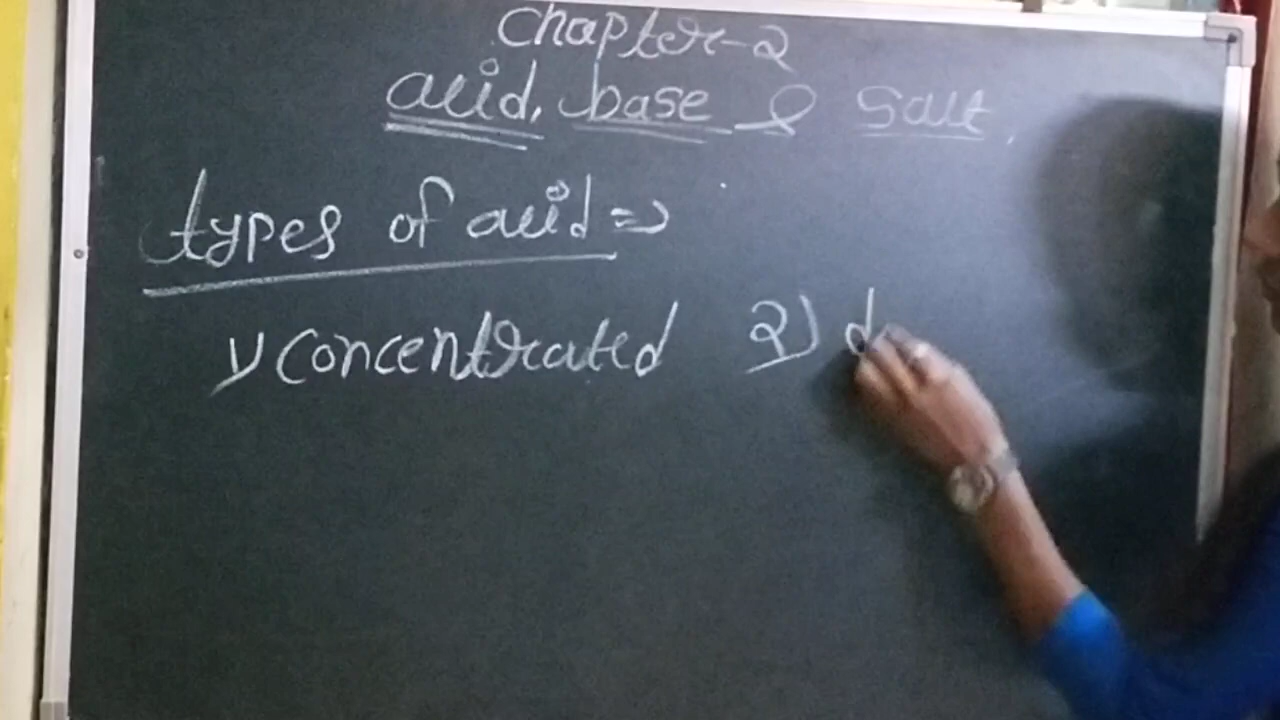 Chapter-2
acid, base & Salt.
types of acid =>
1) Concentrated 2) d